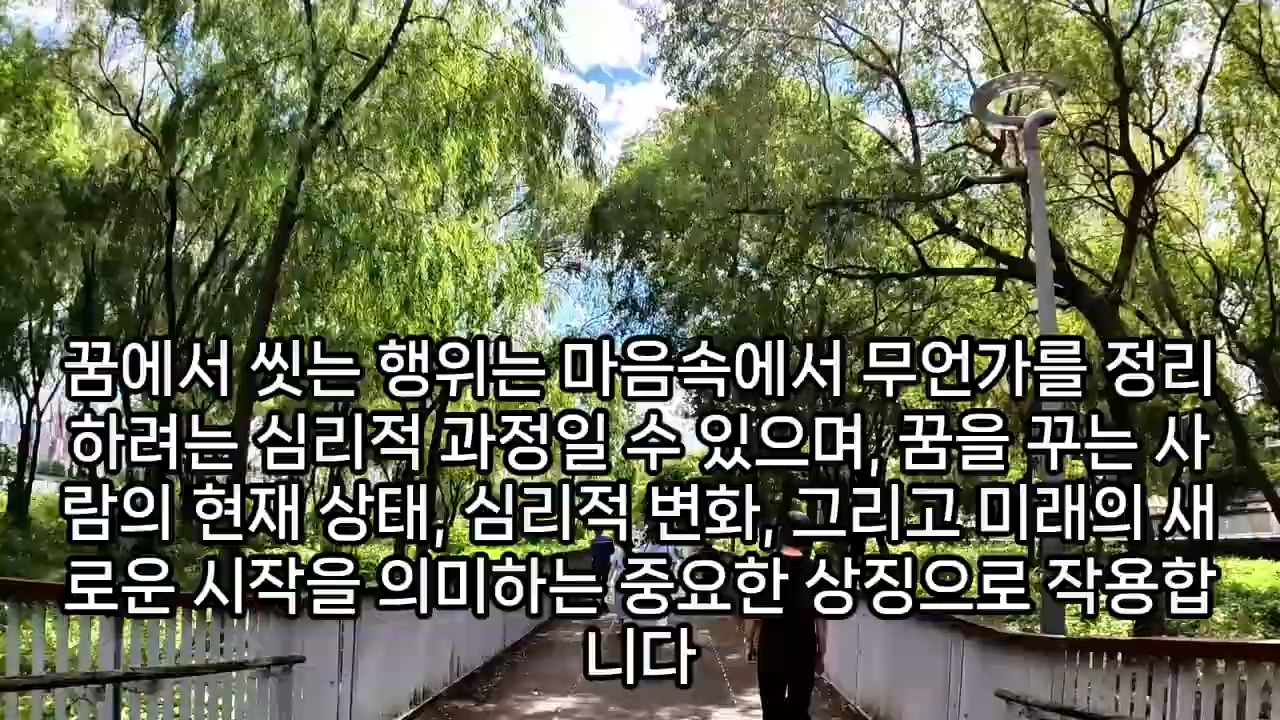 꿈에서 씻는 행위는 마음속에서 무언가를 정리
하려는 심리적 과정일 수 있으며, 꿈을 꾸는 사
람의 현재 상태, 심리적 변화, 그리고 미래의 새
로운 시작을 의미하는 중요한 상징으로 작용합
니다